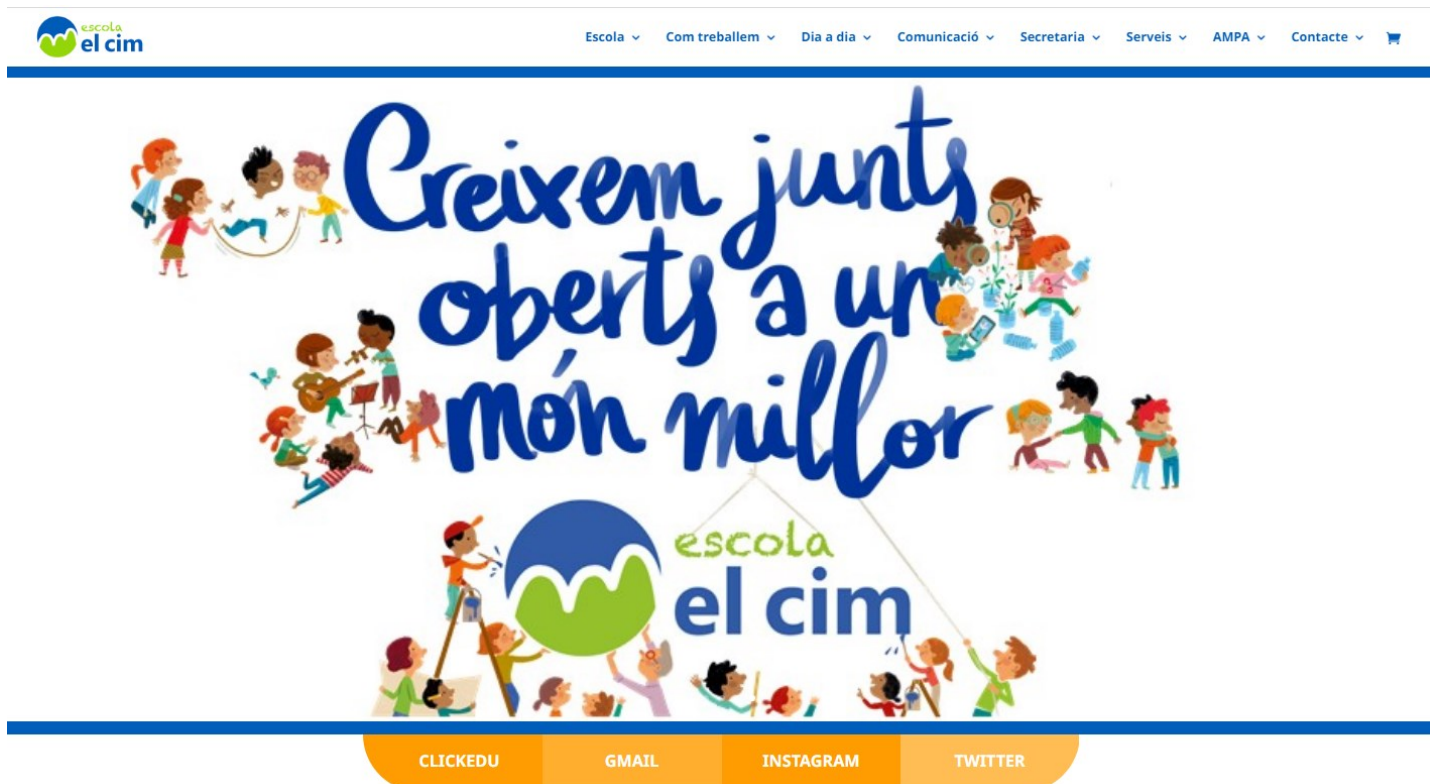 escola
el cim
Escola Com treballem Dia a dia Comunicació Secretaria Serveis AMPA Contacte
Creixem junts
oberts a un
món millor
escola
el cim
CLICKEDU GMAIL INSTAGRAM TWITTER